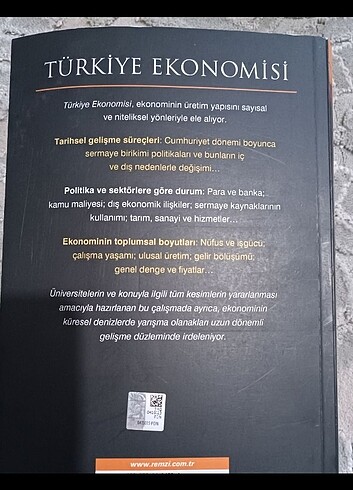 TÜRKİYE EKONOMİSİ
Türkiye Ekonomisi, ekonominin üretim yapısını sayısal
ve niteliksel yönleriyle ele alıyor.
Tarihsel gelişme süreçleri: Cumhuriyet dönemi boyunca
sermaye birikimi politikaları ve bunların iç
ve dış nedenlerle değişimi...
Politika ve sektörlere göre durum: Para ve banka;
kamu maliyesi; dış ekonomik ilişkiler; sermaye kaynaklarının
kullanımı; tarım, sanayi ve hizmetler...
Ekonominin toplumsal boyutları: Nüfus ve işgücü;
çalışma yaşamı; ulusal üretim; gelir bölüşümü;
genel denge ve fiyatlar...
Üniversitelerin ve konuyla ilgili tüm kesimlerin yararlanması
amacıyla hazırlanan bu çalışmada ayrıca, ekonominin
küresel denizlerde yarışma olanakları uzun dönemli
gelişme düzleminde irdeleniyor.
www.remzi.com.tr